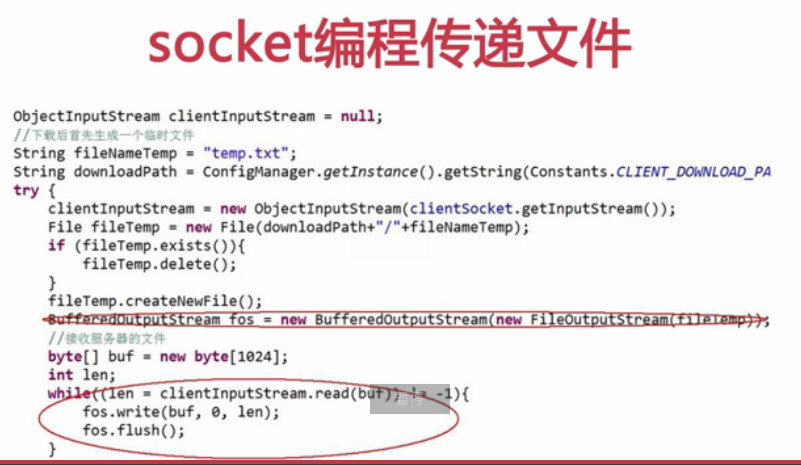 socket编程传递文件
ObjectInputStream clientInputStream = null;
//下载后首先生成一个临时文件
String fileNameTemp = "temp.txt";
String downloadPath = ConfigManager.getInstance().getString(Constants.CLIENT_DOWNLOAD_PA
try {
clientInputStream = new ObjectInputStream(clientSocket.getInputStream());
File fileTemp = new File(downloadPath+"/"+fileNameTemp);
if (fileTemp.exists()){
fileTemp.delete();
}
fileTemp.createNewFile();
BufferedOutputStream fos = new BufferedOutputStream(new FileOutputStream(fileTemp));
//接收服务器的文件
byte[] buf = new byte[1024];
int len;
while((len = clientInputStream.read(buf)) != -1){
暂停
fos.write(buf, 0, len);
fos.flush();
}